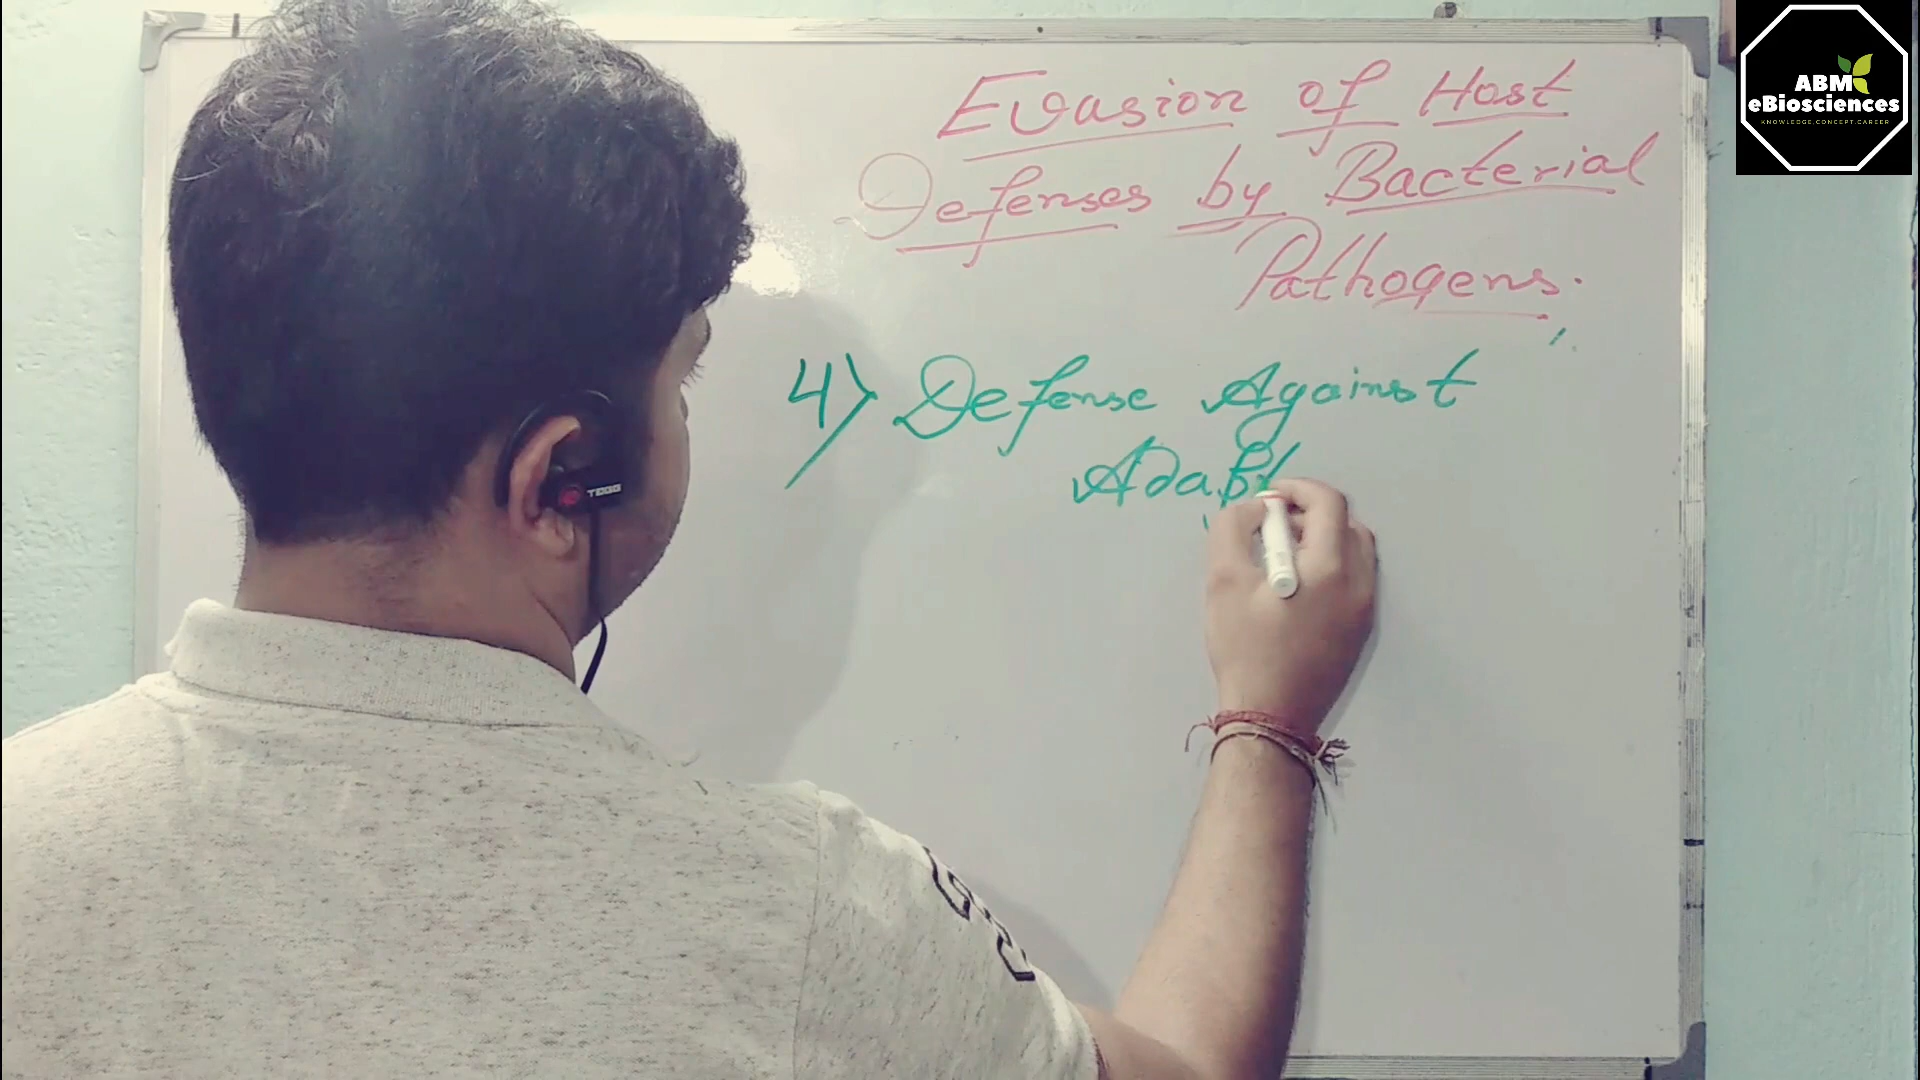 Evasion of Host
Defenses by Bacterial
Pathogens.
4) Defense Against
Adapt
ABM
eBiosciences
KNOWLEDGE.CONCEPT.CAREER